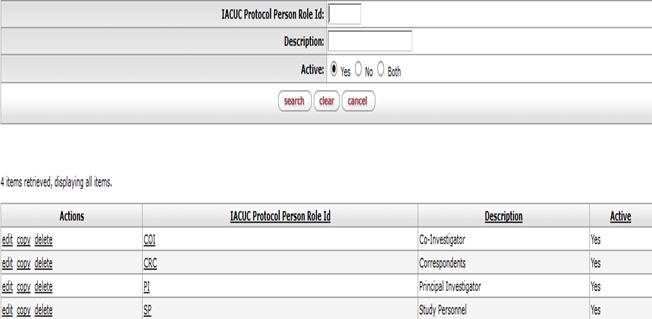 IACUC Protocol Person Role Id:
Description:
Active: Yes No Both
search clear cancel
4 items retrieved, displaying all items.
Actions IACUC Protocol Person Role Id Description Active
edit copy delete COI Co-Investigator Yes
edit copy delete CRC Correspondents Yes
edit copy delete PI Principal Investigator Yes
edit copy delete SP Study Personnel Yes